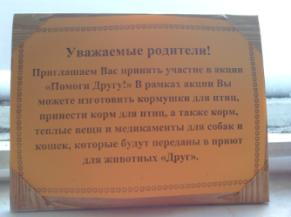 Уважаемые родители!
Приглашаем Вас принять участие в акции
«Помоги Другу!» В рамках акции Вы
можете изготовить кормушки для птиц,
принести корм для птиц, а также корм,
теплые вещи и медикаменты для собак и
кошек, которые будут переданы в приют
для животных «Друг».